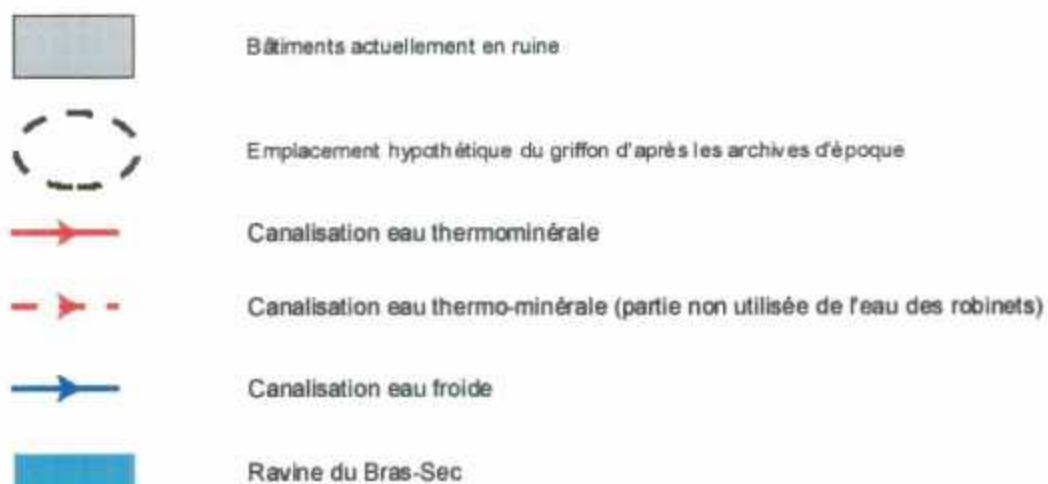 Bâtiments actuellement en ruine
Emplacement hypothétique du griffon d'après les archives d'époque
Canalisation eau thermominérale
Canalisation eau thermo-minérale (partie non utilisée de l'eau des robinets)
Canalisation eau froide
Ravine du Bras-Sec